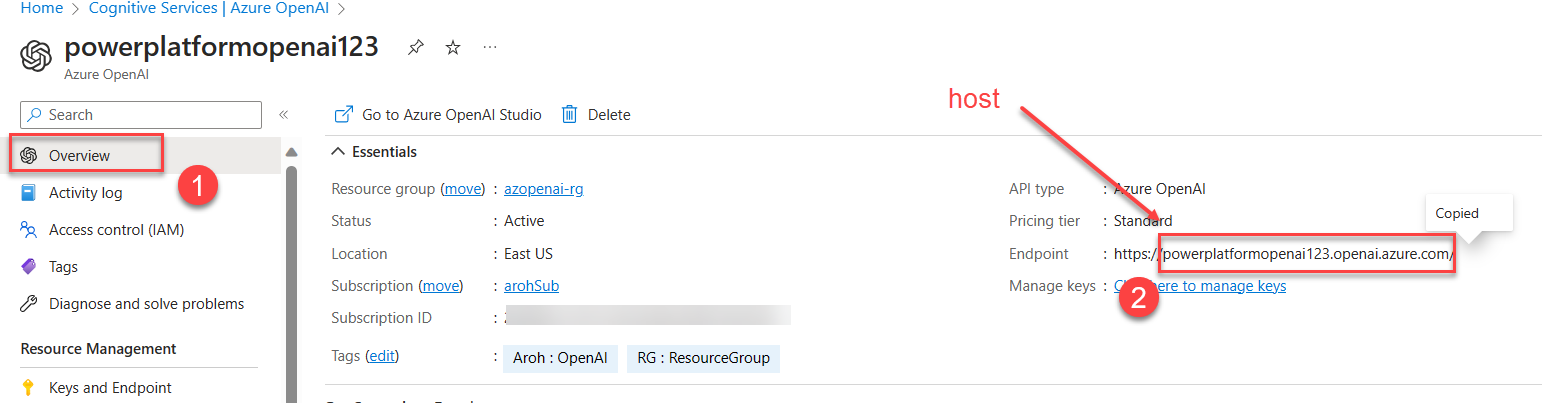 Home > Cognitive Services | Azure OpenAI >
powerplatformopenai123
Azure OpenAI
Search
«
Go to Azure OpenAI Studio
Delete
host
Overview
1
Activity log
Access control (IAM)
Tags
Diagnose and solve problems
Resource Management
Keys and Endpoint
Essentials
Resource group (move) : azopenai-rg
Status : Active
Location : East US
Subscription (move) : arohSub
Subscription ID :
Tags (edit) : Aroh : OpenAI RG : ResourceGroup
API type : Azure OpenAI
Pricing tier : Standard
Copied
Endpoint : https://powerplatformopenai123.openai.azure.com/
Manage keys : here to manage keys
2